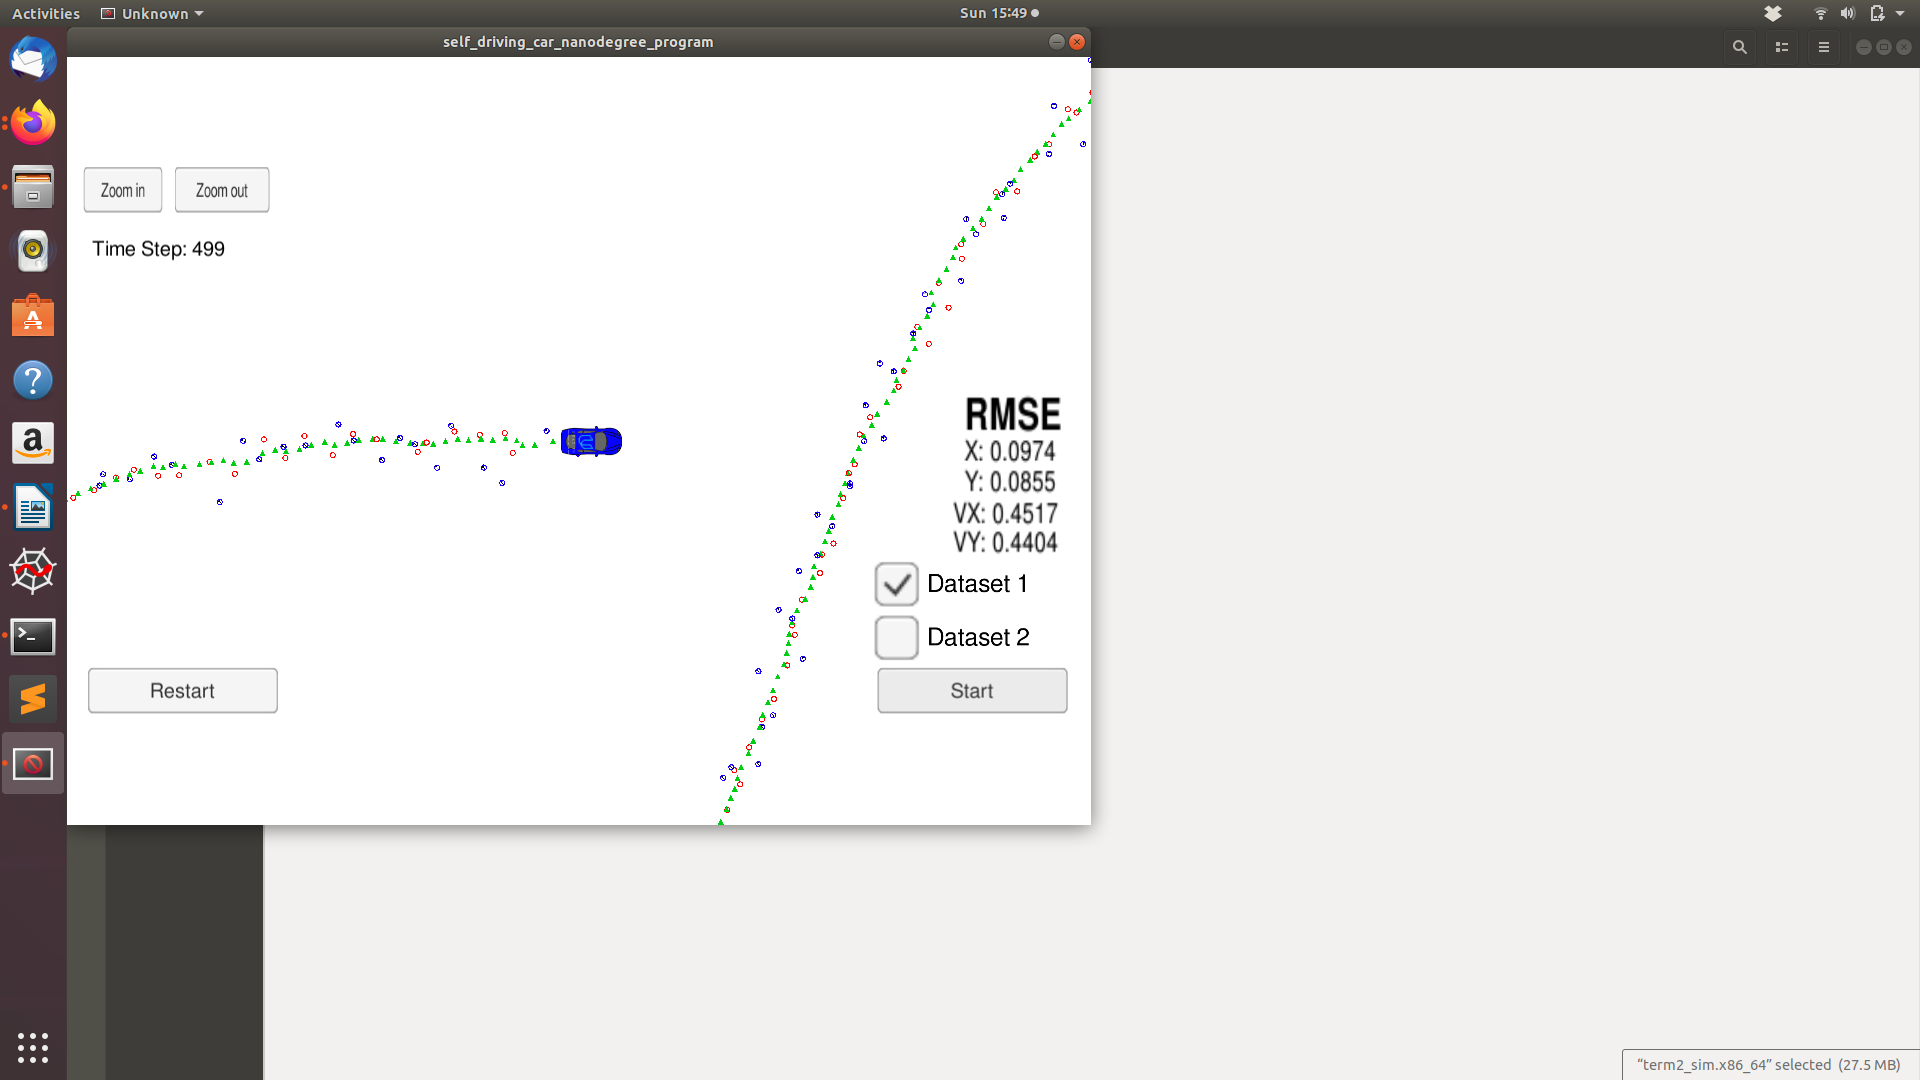 Activities
Unknown
Sun 15:49
self_driving_car_nanodegree_program
Zoom in
Zoom out
Time Step: 499
RMSE
X: 0.0974
Y: 0.0855
VX: 0.4517
VY: 0.4404
Dataset 1
Dataset 2
Restart
Start
“term2_sim.x86_64” selected (27.5 MB)